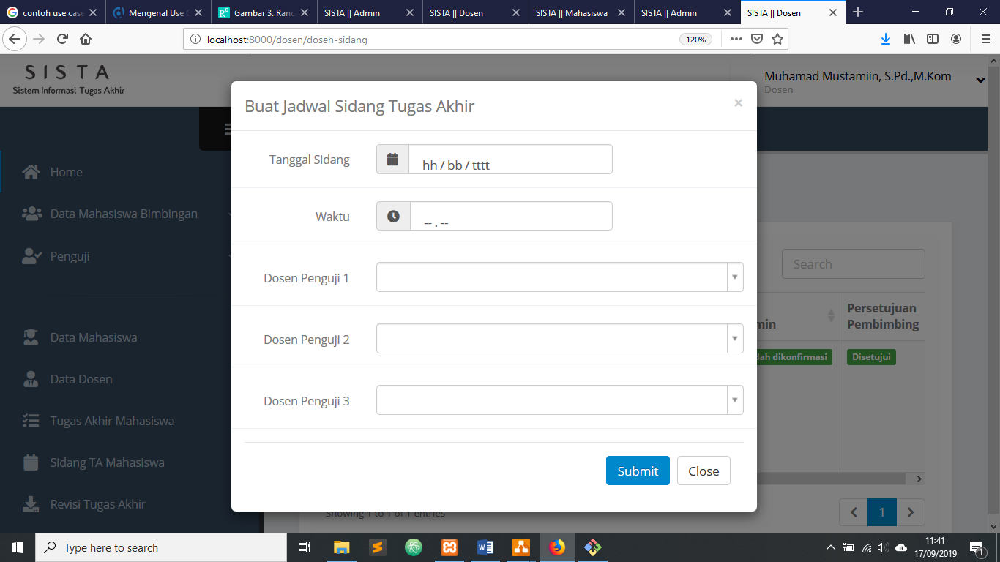 contoh use case
Mengenal Use C
Gambar 3. Ranc
SISTA || Admin
SISTA || Dosen
SISTA || Mahasiswa
SISTA || Admin
SISTA || Dosen
localhost:8000/dosen/dosen-sidang
120%
SISTA
Sistem Informasi Tugas Akhir
Muhamad Mustamiin, S.Pd.,M.Kom
Dosen
Home
Data Mahasiswa Bimbingan
Penguji
Data Mahasiswa
Data Dosen
Tugas Akhir Mahasiswa
Sidang TA Mahasiswa
Revisi Tugas Akhir
Buat Jadwal Sidang Tugas Akhir
×
Tanggal Sidang
hh / bb / tttt
Waktu
-- . --
Dosen Penguji 1
Dosen Penguji 2
Dosen Penguji 3
Submit
Close
Search
min
Persetujuan
Pembimbing
dah dikonfirmasi
Disetujui
Showing 1 to 1 of 1 entries
1
Type here to search
11:41
17/09/2019
1